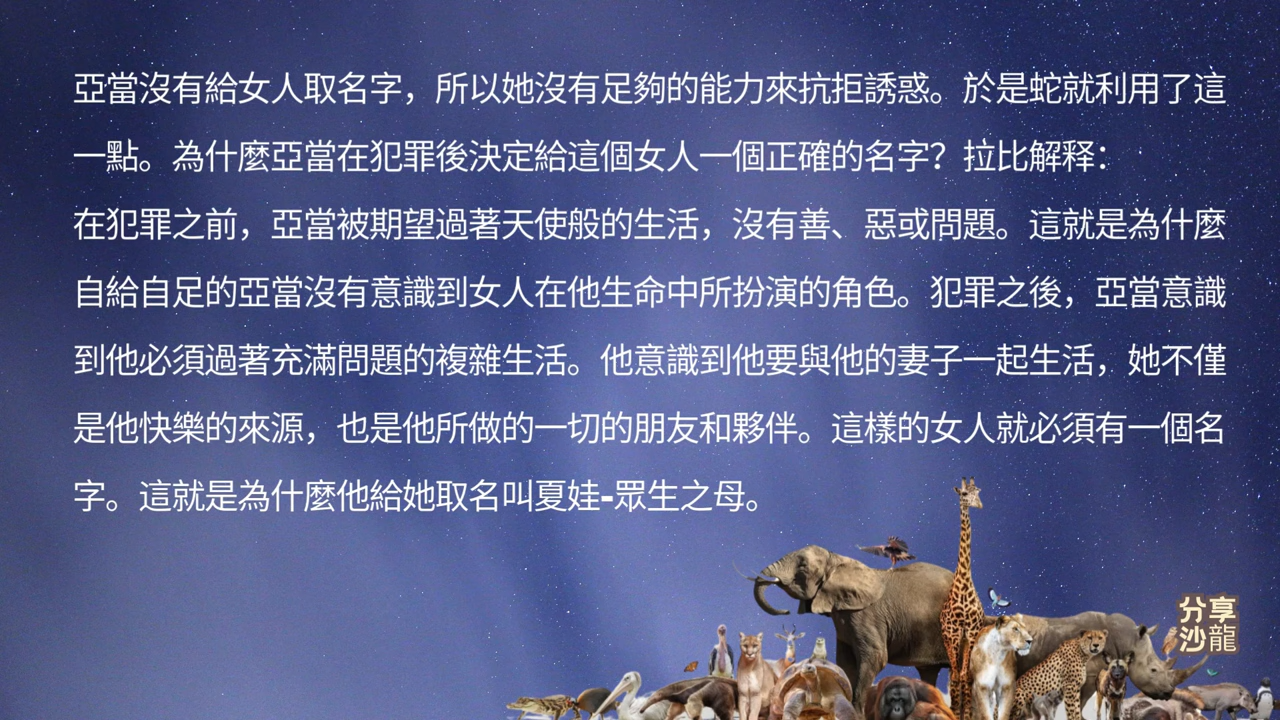 亞當沒有給女人取名字，所以她沒有足夠的能力來抗拒誘惑。於是蛇就利用了這
一點。為什麼亞當在犯罪後決定給這個女人一個正確的名字？拉比解释：
在犯罪之前，亞當被期望過著天使般的生活，沒有善、惡或問題。這就是為什麼
自給自足的亞當沒有意識到女人在他生命中所扮演的角色。犯罪之後，亞當意識
到他必須過著充滿問題的複雜生活。他意識到他要與他的妻子一起生活，她不僅
是他快樂的來源，也是他所做的一切的朋友和夥伴。這樣的女人就必須有一個名
字。這就是為什麼他給她取名叫夏娃-眾生之母。
分享
沙龍